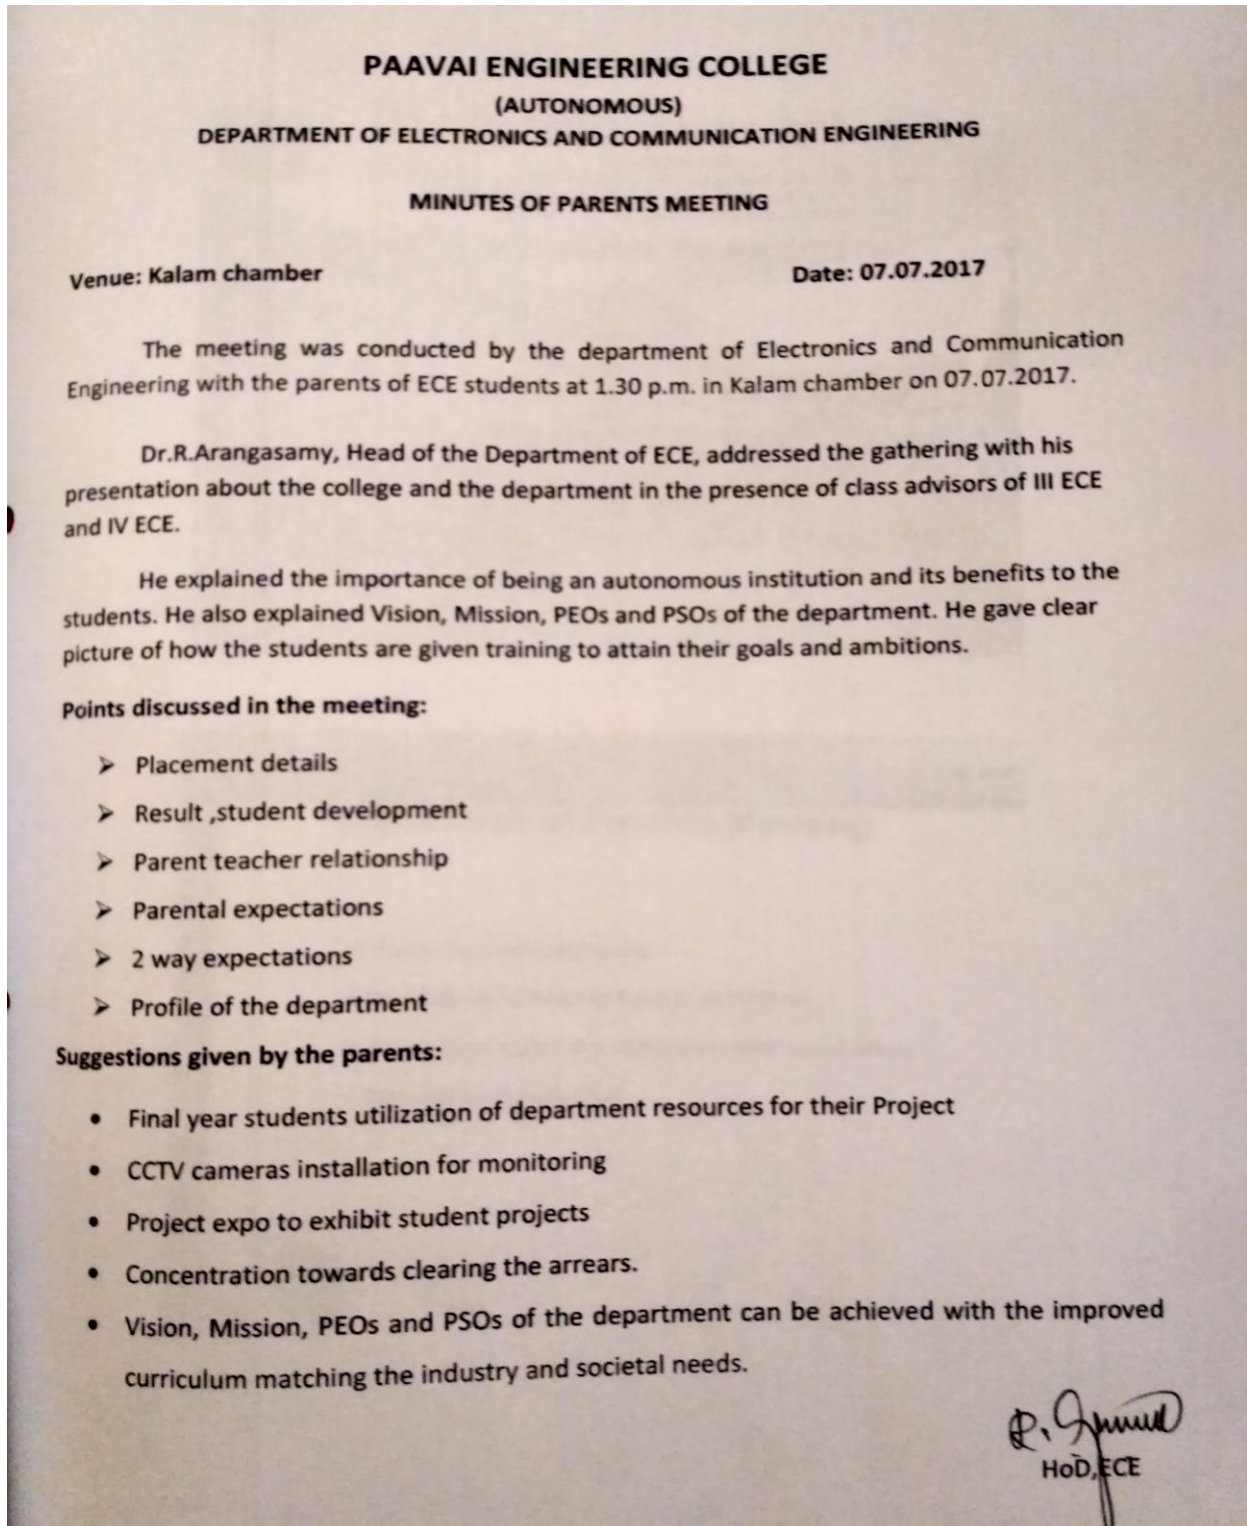 PAAVAI ENGINEERING COLLEGE
(AUTONOMOUS)
DEPARTMENT OF ELECTRONICS AND COMMUNICATION ENGINEERING
MINUTES OF PARENTS MEETING
Venue: Kalam chamber Date: 07.07.2017
The meeting was conducted by the department of Electronics and Communication
Engineering with the parents of ECE students at 1.30 p.m. in Kalam chamber on 07.07.2017.
Dr.R.Arangasamy, Head of the Department of ECE, addressed the gathering with his
presentation about the college and the department in the presence of class advisors of III ECE
and IV ECE.
He explained the importance of being an autonomous institution and its benefits to the
students. He also explained Vision, Mission, PEOs and PSOs of the department. He gave clear
picture of how the students are given training to attain their goals and ambitions.
Points discussed in the meeting:
➢ Placement details
➢ Result ,student development
➢ Parent teacher relationship
➢ Parental expectations
➢ 2 way expectations
➢ Profile of the department
Suggestions given by the parents:
• Final year students utilization of department resources for their Project
• CCTV cameras installation for monitoring
• Project expo to exhibit student projects
• Concentration towards clearing the arrears.
• Vision, Mission, PEOs and PSOs of the department can be achieved with the improved
curriculum matching the industry and societal needs.
HoD,ECE